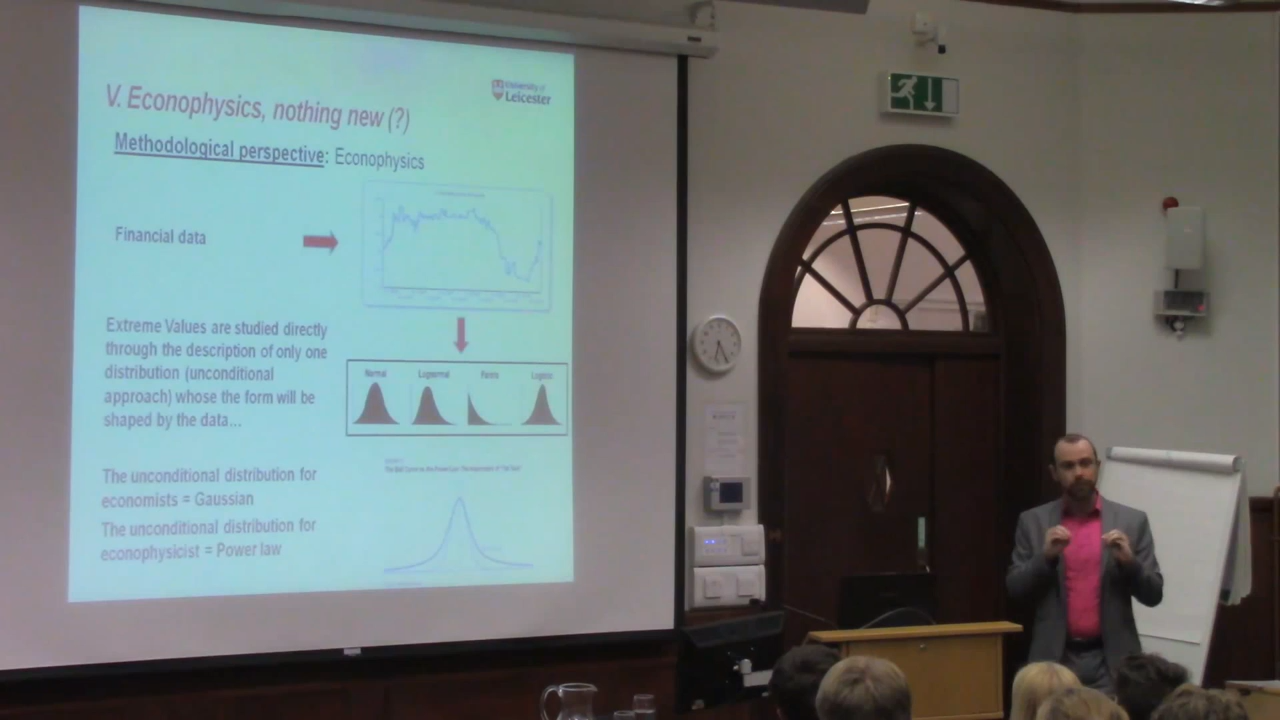 V. Econophysics, nothing new (?)
University of
Leicester
Methodological perspective: Econophysics
Financial data
Extreme Values are studied directly
through the description of only one
distribution (unconditional
approach) whose the form will be
shaped by the data...
Normal Lognormal Pareto Logistic
The unconditional distribution for
economists = Gaussian
The unconditional distribution for
econophysicist = Power law